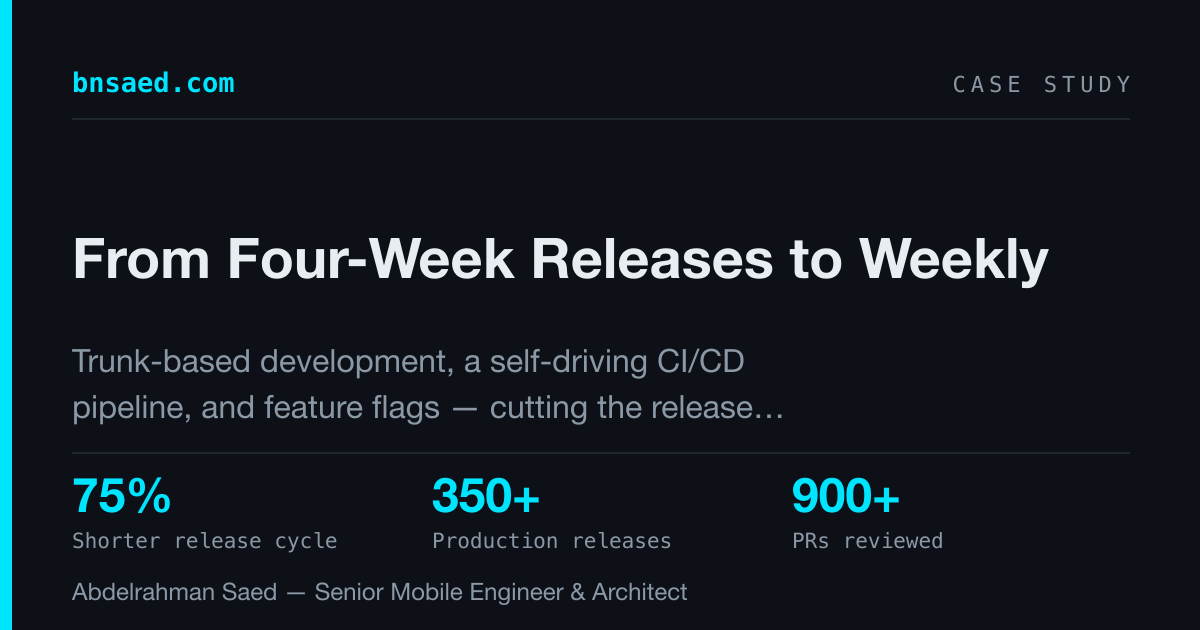 bnsaed.com
CASE STUDY
From Four-Week Releases to Weekly
Trunk-based development, a self-driving CI/CD
pipeline, and feature flags — cutting the release…
75%
350+
900+
Shorter release cycle
Production releases
PRs reviewed
Abdelrahman Saed — Senior Mobile Engineer & Architect